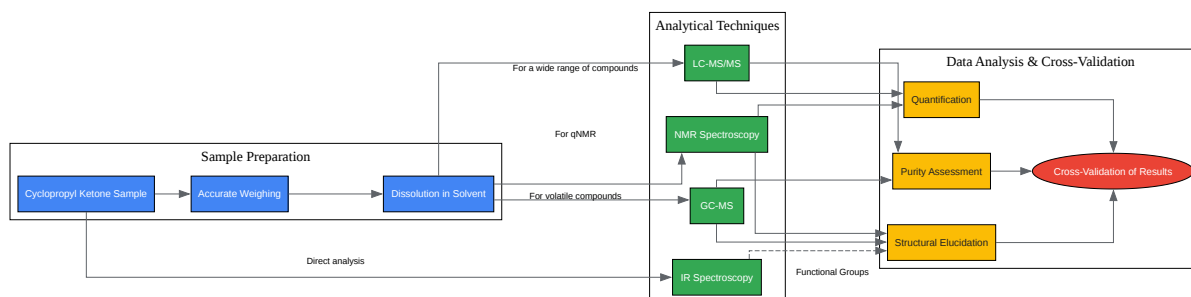 Analytical Techniques
LC-MS/MS
For a wide range of compounds
Data Analysis & Cross-Validation
Quantification
For qNMR
NMR Spectroscopy
Sample Preparation
Purity Assessment
Cross-Validation of Results
Cyclopropyl Ketone Sample
Accurate Weighing
Dissolution in Solvent
For volatile compounds
GC-MS
Structural Elucidation
Direct analysis
IR Spectroscopy
Functional Groups